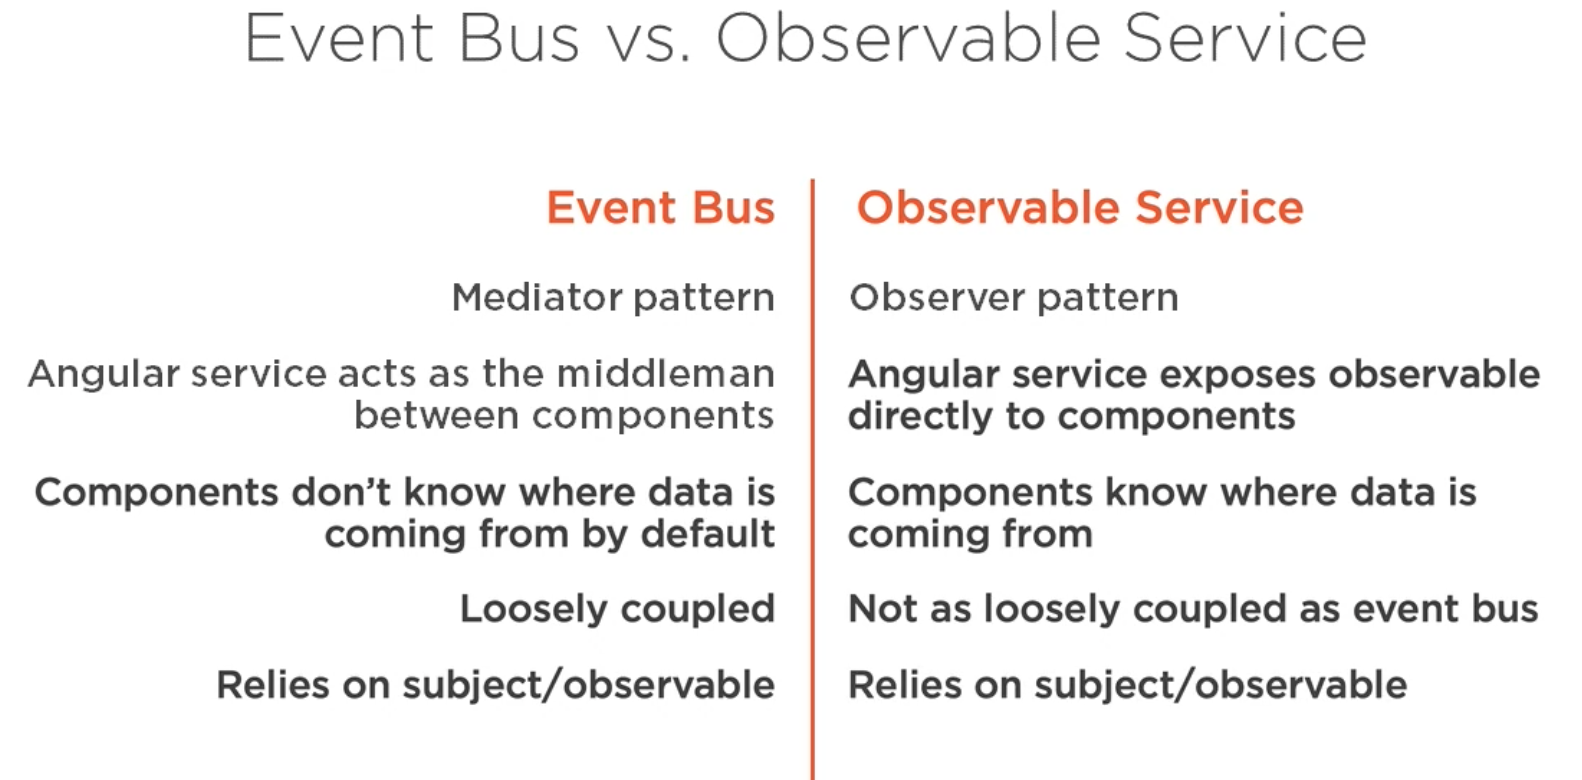 Event Bus vs. Observable Service
Event Bus
Mediator pattern
Angular service acts as the middleman
between components
Components don’t know where data is
coming from by default
Loosely coupled
Relies on subject/observable
Observable Service
Observer pattern
Angular service exposes observable
directly to components
Components know where data is
coming from
Not as loosely coupled as event bus
Relies on subject/observable